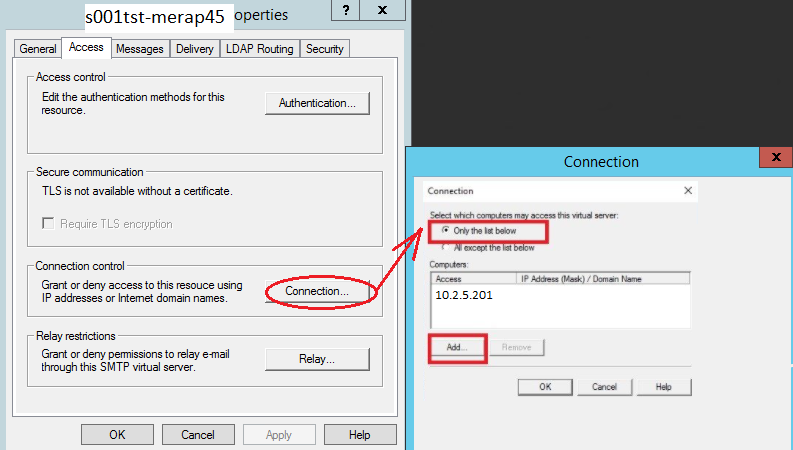 s001tst-merap45 operties
? X
General Access Messages Delivery LDAP Routing Security
Access control
Edit the authentication methods for this
resource.
Authentication...
Secure communication
TLS is not available without a certificate.
Require TLS encryption
Connection control
Grant or deny access to this resouce using
IP addresses or Internet domain names.
Connection...
Relay restrictions
Grant or deny permissions to relay e-mail
through this SMTP virtual server.
Relay...
OK Cancel Apply Help
Connection
X
Connection
Select which computers may access this virtual server:
Only the list below
All except the list below
Computers:
Access IP Address (Mask) / Domain Name
10.2.5.201
Add... Remove
OK Cancel Help